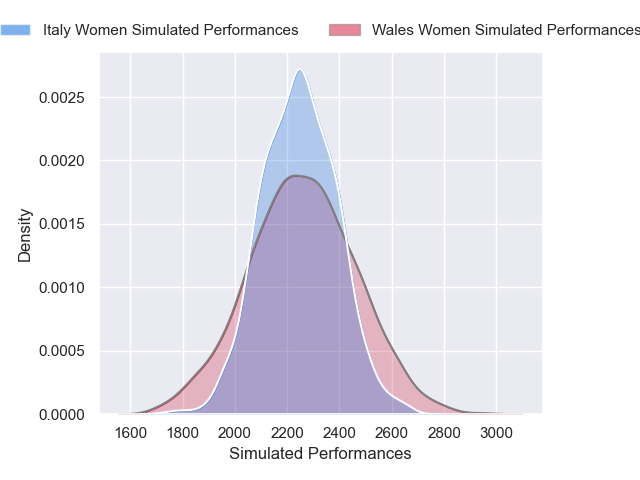 Italy Women Simulated Performances Wales Women Simulated Performances
0.0025
0.0020
0.0015
0.0010
0.0005
0.0000
Density
1600 1800 2000 2200 2400 2600 2800 3000
Simulated Performances